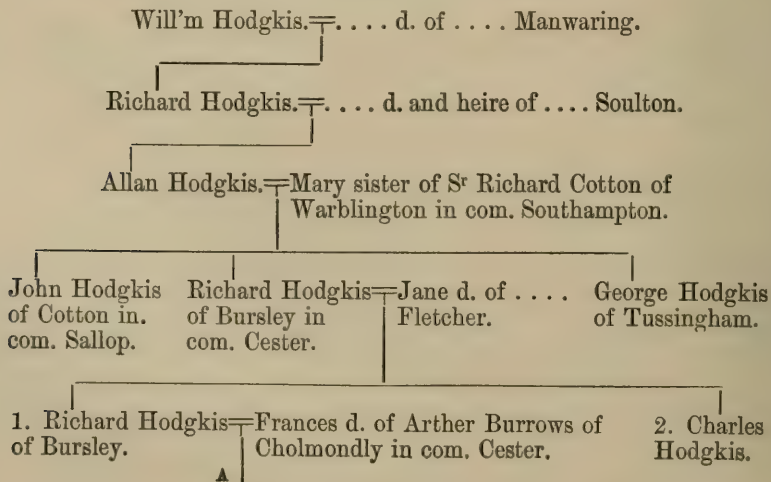 Will'm Hodgkis.=. . . . d. of . . . . Manwaring.
Richard Hodgkis.=. . . . d. and heire of . . . . Soulton.
Allan Hodgkis.=Mary sister of Sʳ Richard Cotton of
Warblington in com. Southampton.
John Hodgkis
of Cotton in.
com. Sallop.
Richard Hodgkis=Jane d. of . . . .
of Bursley in
com. Cester.
Fletcher.
George Hodgkis
of Tussingham.
1. Richard Hodgkis=Frances d. of Arther Burrows of
of Bursley.
Cholmondly in com. Cester.
2. Charles
Hodgkis.
A